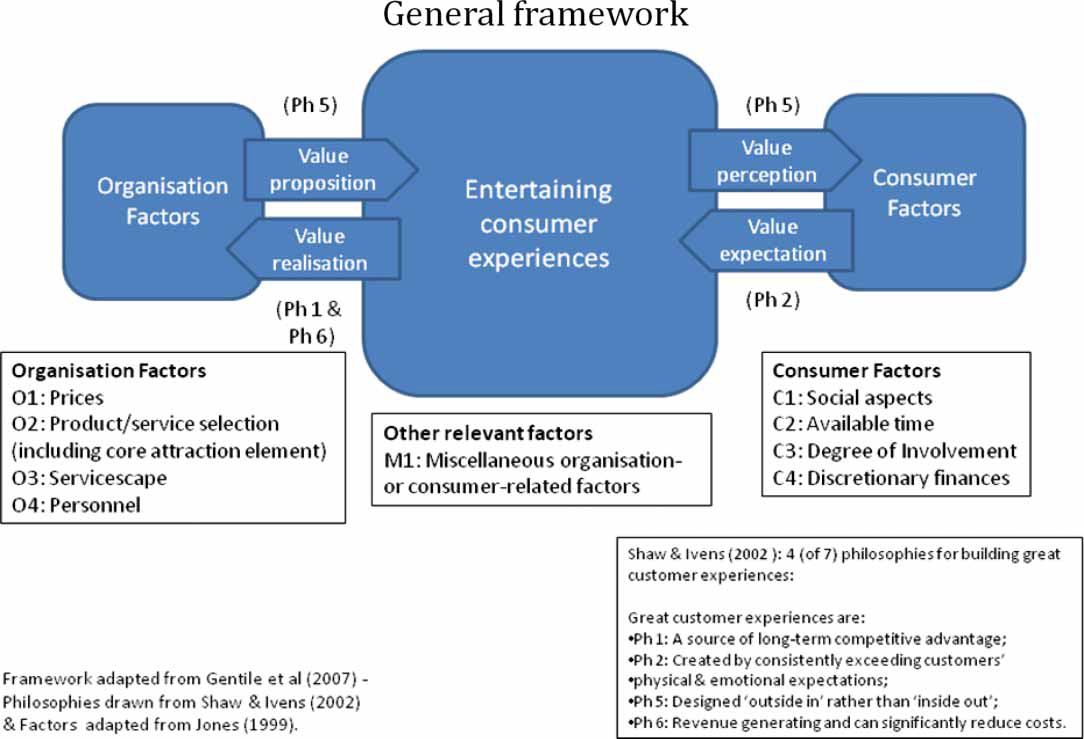 General framework
(Ph 5)
(Ph 5)
Value
proposition
Value
perception
Organisation
Factors
Entertaining
consumer
experiences
Consumer
Factors
Value
realisation
Value
expectation
(Ph 1 &
Ph 6)
(Ph 2)
Organisation Factors
O1: Prices
O2: Product/service selection
(including core attraction element)
O3: Servicescape
O4: Personnel
Other relevant factors
M1: Miscellaneous organisation-
or consumer-related factors
Consumer Factors
C1: Social aspects
C2: Available time
C3: Degree of Involvement
C4: Discretionary finances
Shaw & Ivens (2002 ): 4 (of 7) philosophies for building great
customer experiences:
Great customer experiences are:
•Ph 1: A source of long-term competitive advantage;
•Ph 2: Created by consistently exceeding customers’
•physical & emotional expectations;
•Ph 5: Designed ‘outside in’ rather than ‘inside out’;
•Ph 6: Revenue generating and can significantly reduce costs.
Framework adapted from Gentile et al (2007) –
Philosophies drawn from Shaw & Ivens (2002)
& Factors adapted from Jones (1999).